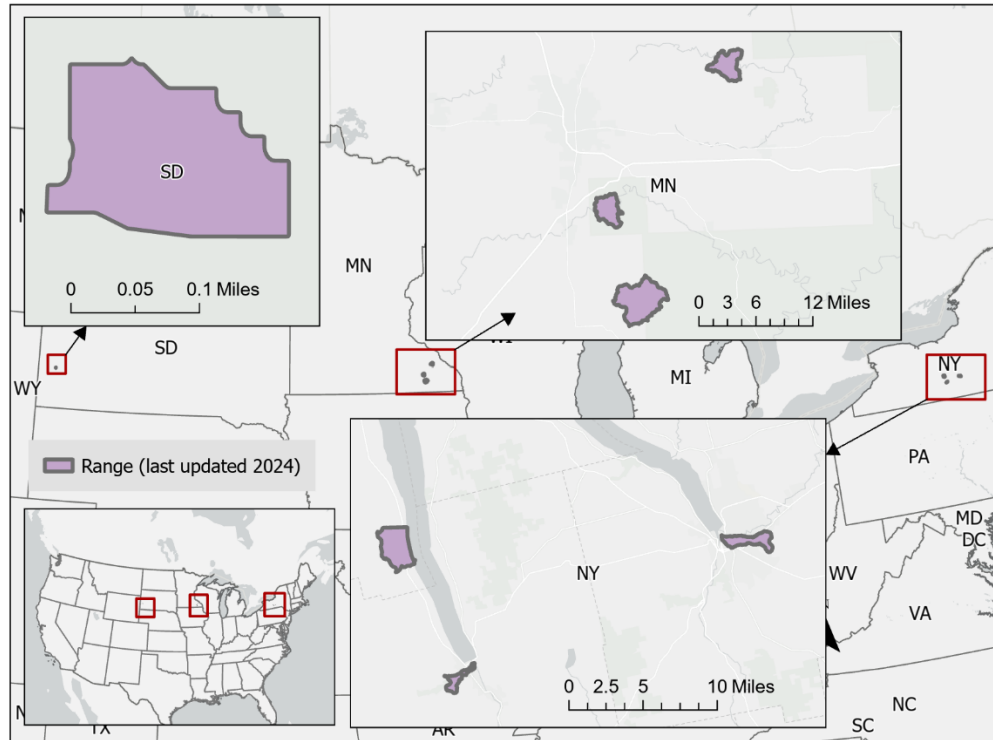 SD
0 0.05 0.1 Miles
MN
0 3 6 12 Miles
MN
SD
WY
MI
NY
PA
MD
DC
WV
VA
NC
SC
AR
Range (last updated 2024)
NY
0 2.5 5 10 Miles